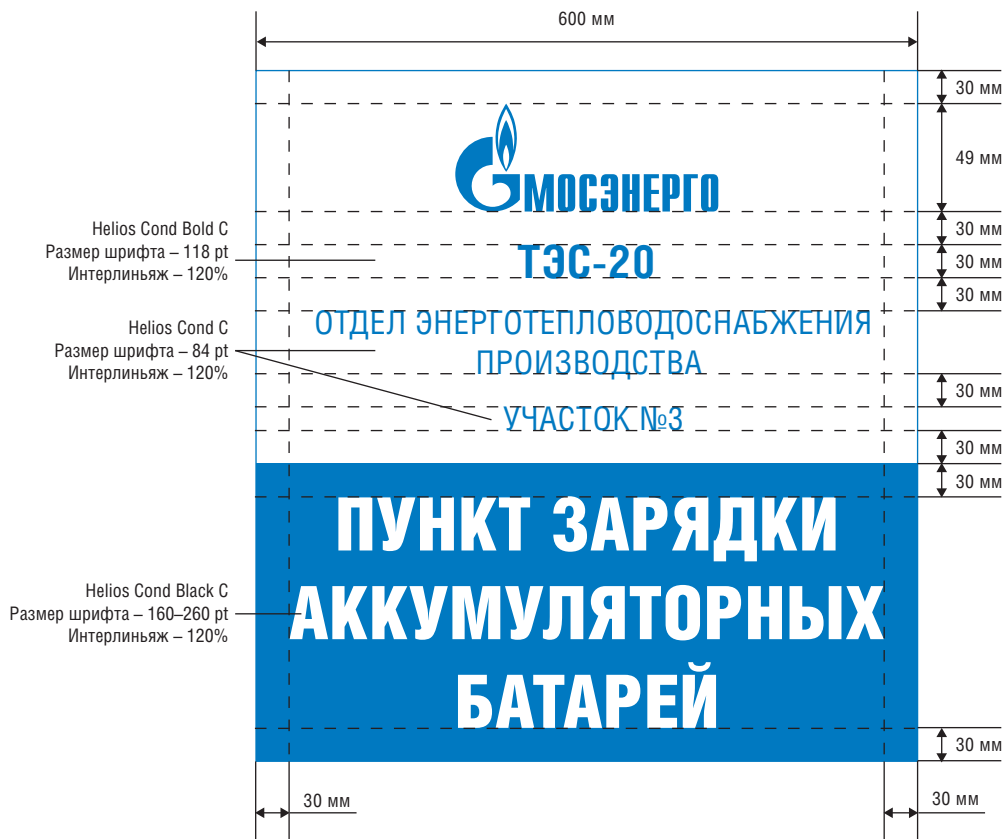 600 мм
30 мм
49 мм
МОСЭНЕРГО
30 мм
Helios Cond Bold C
Размер шрифта – 118 pt
Интерлиньяж – 120%
ТЭС-20
30 мм
30 мм
Helios Cond C
Размер шрифта – 84 pt
Интерлиньяж – 120%
ОТДЕЛ ЭНЕРГОТЕПЛОВОДОСНАБЖЕНИЯ
ПРОИЗВОДСТВА
30 мм
УЧАСТОК №3
30 мм
30 мм
ПУНКТ ЗАРЯДКИ
Helios Cond Black C
Размер шрифта – 160–260 pt
Интерлиньяж – 120%
АККУМУЛЯТОРНЫХ
БАТАРЕЙ
30 мм
30 мм
30 мм